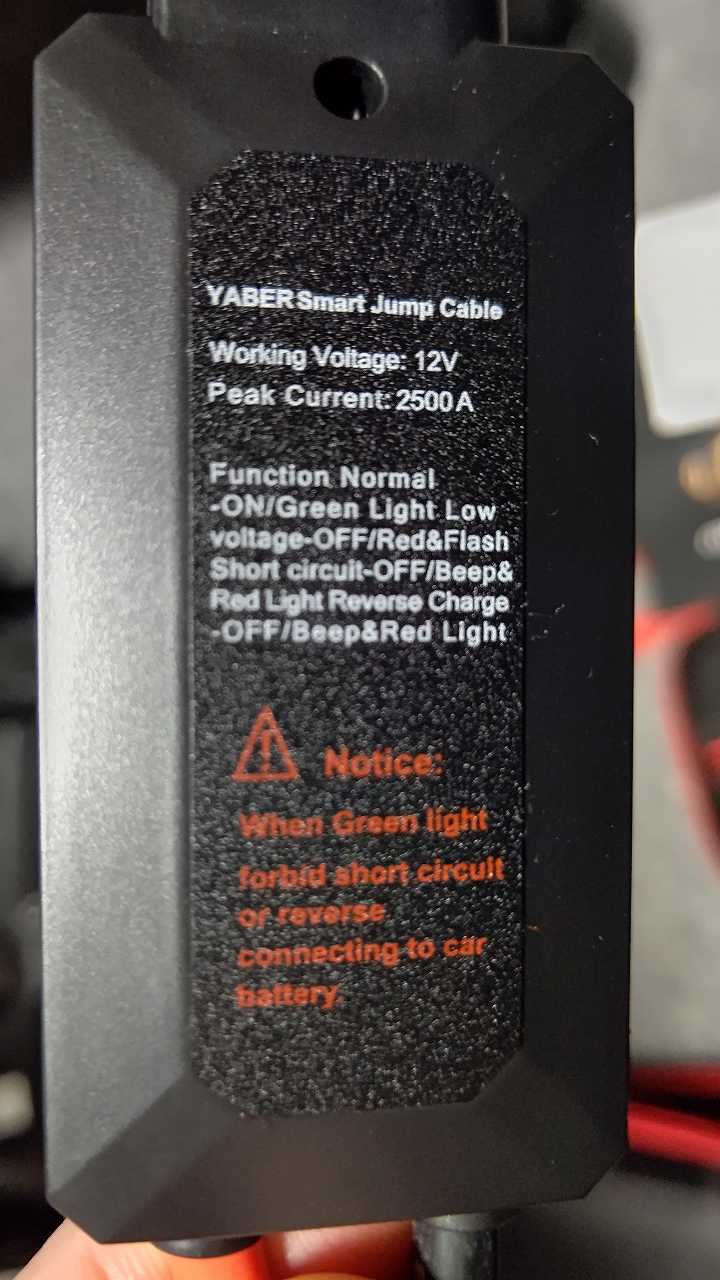 YABER Smart Jump Cable
Working Voltage: 12V
Peak Current: 2500A
Function Normal
-ON/Green Light Low
voltage-OFF/Red&Flash
Short circuit-OFF/Beep&
Red Light Reverse Charge
-OFF/Beep&Red Light
Notice:
When Green light
forbid short circuit
or reverse
connecting to car
battery.